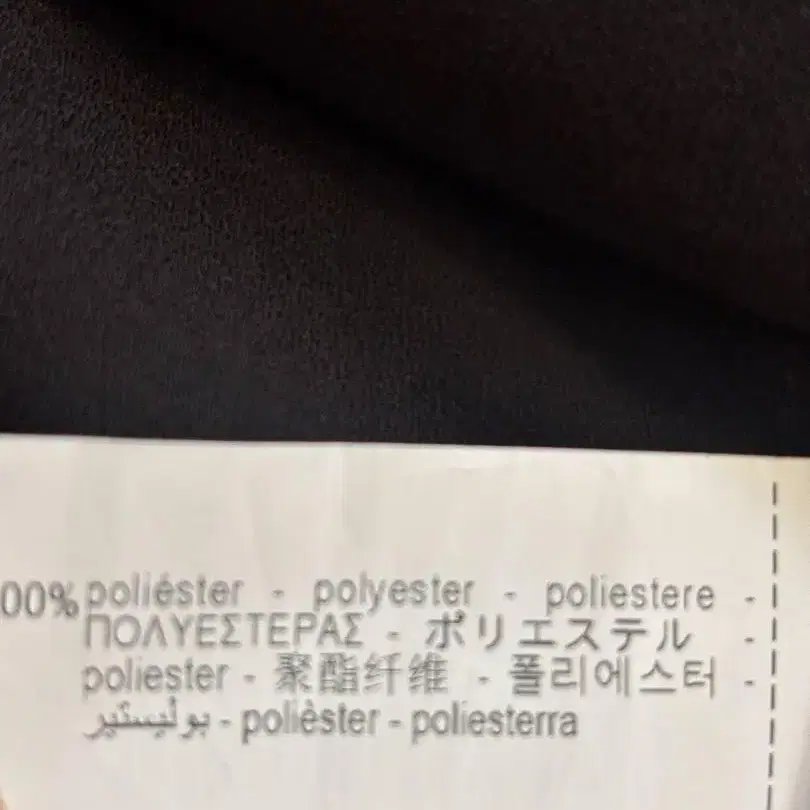 00% poliéster - polyester - poliestere -
ΠΟΛΥΕΣΤΕΡΑΣ - ポリエステル -
poliester - 聚酯纤维 - 폴리에스터 -
بوليستير - polièster - poliesterra